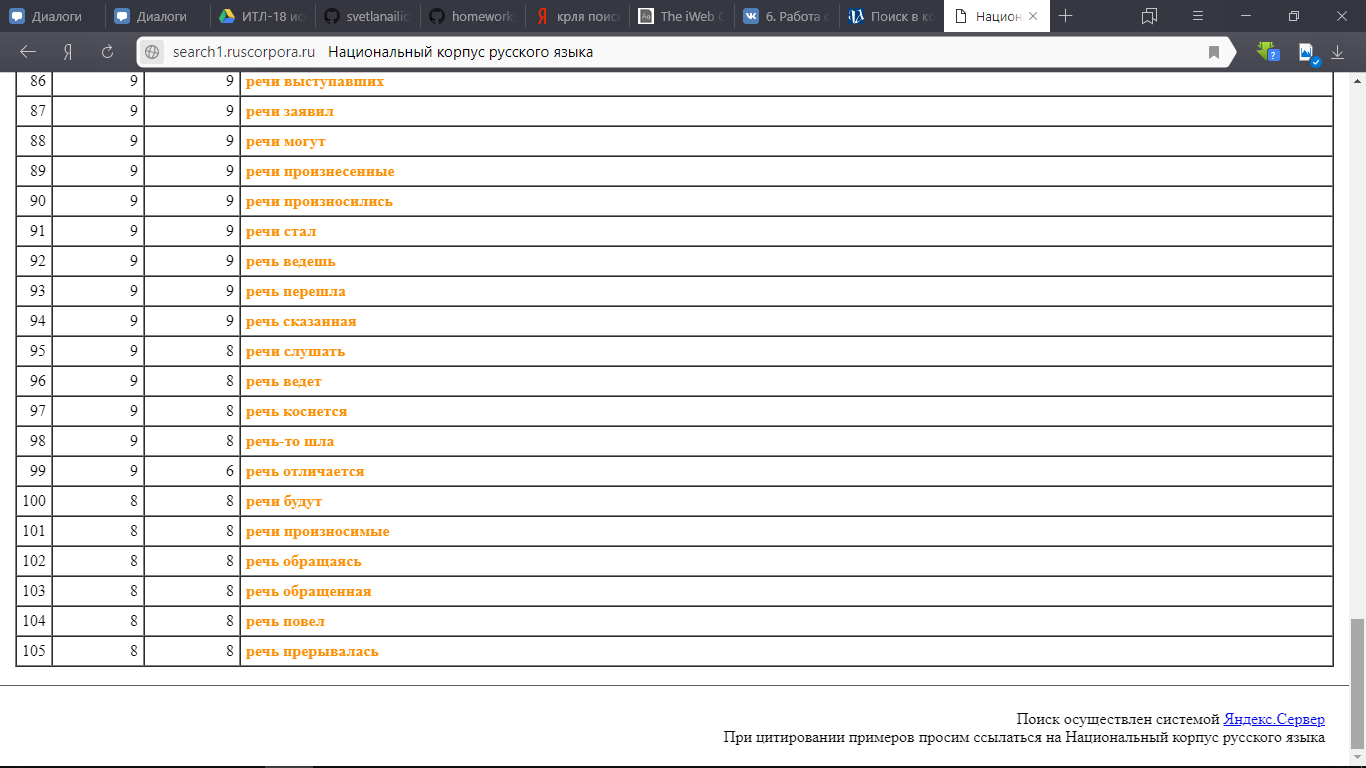 Диалоги Диалоги ИТЛ-18 ис svetlanailic homework крля поис The iWeb C 6. Работа с Поиск в ко Национ
Я search1.ruscorpora.ru Национальный корпус русского языка
86 9 9 речи выступавших
87 9 9 речи заявил
88 9 9 речи могут
89 9 9 речи произнесенные
90 9 9 речи произносились
91 9 9 речи стал
92 9 9 речь ведешь
93 9 9 речь перешла
94 9 9 речь сказанная
95 9 8 речи слушать
96 9 8 речь ведет
97 9 8 речь коснется
98 9 8 речь-то шла
99 9 6 речь отличается
100 8 8 речи будут
101 8 8 речи произносимые
102 8 8 речь обращаясь
103 8 8 речь обращенная
104 8 8 речь повел
105 8 8 речь прерывалась
Поиск осуществлен системой Яндекс.Сервер
При цитировании примеров просим ссылаться на Национальный корпус русского языка